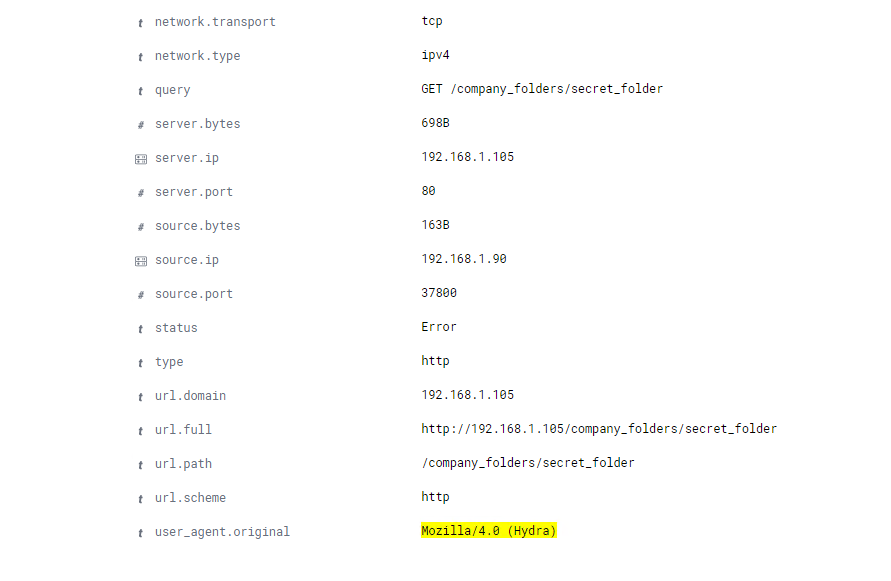 t network.transport tcp
t network.type ipv4
t query GET /company_folders/secret_folder
# server.bytes 698B
server.ip 192.168.1.105
# server.port 80
# source.bytes 163B
source.ip 192.168.1.90
# source.port 37800
t status Error
t type http
t url.domain 192.168.1.105
t url.full http://192.168.1.105/company_folders/secret_folder
t url.path /company_folders/secret_folder
t url.scheme http
t user_agent.original Mozilla/4.0 (Hydra)